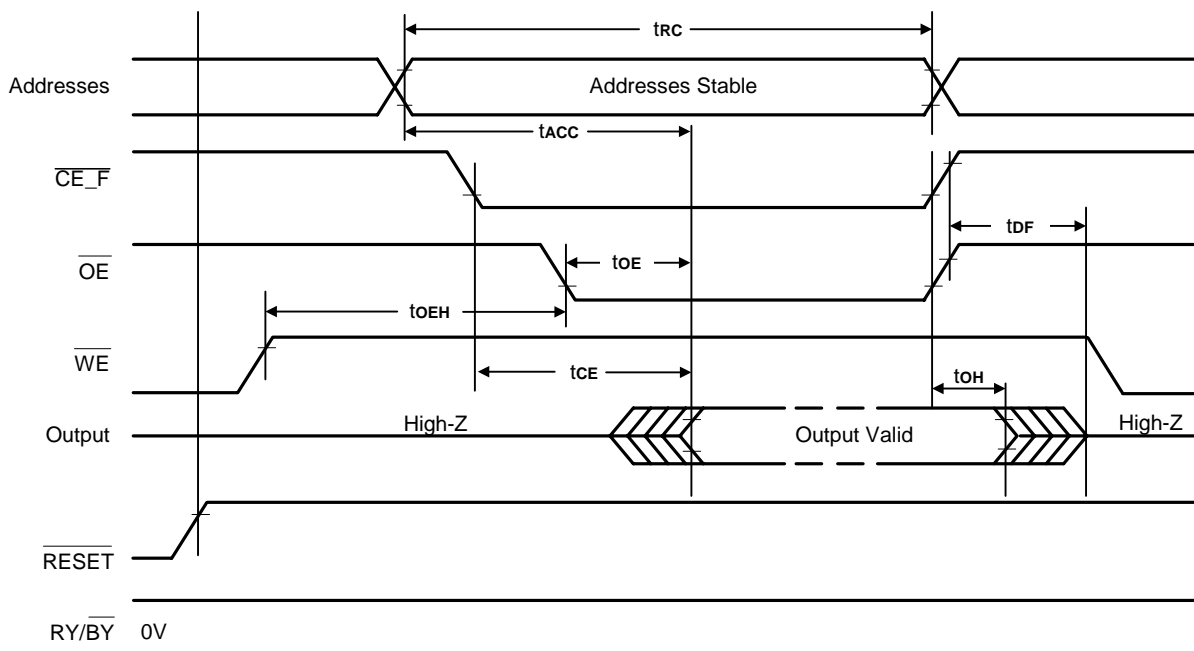 tRC
Addresses
Addresses Stable
tACC
CE_F
tDF
OE
tOE
tOEH
WE
tCE
tOH
Output
High-Z
Output Valid
High-Z
RESET
RY/BY 0V